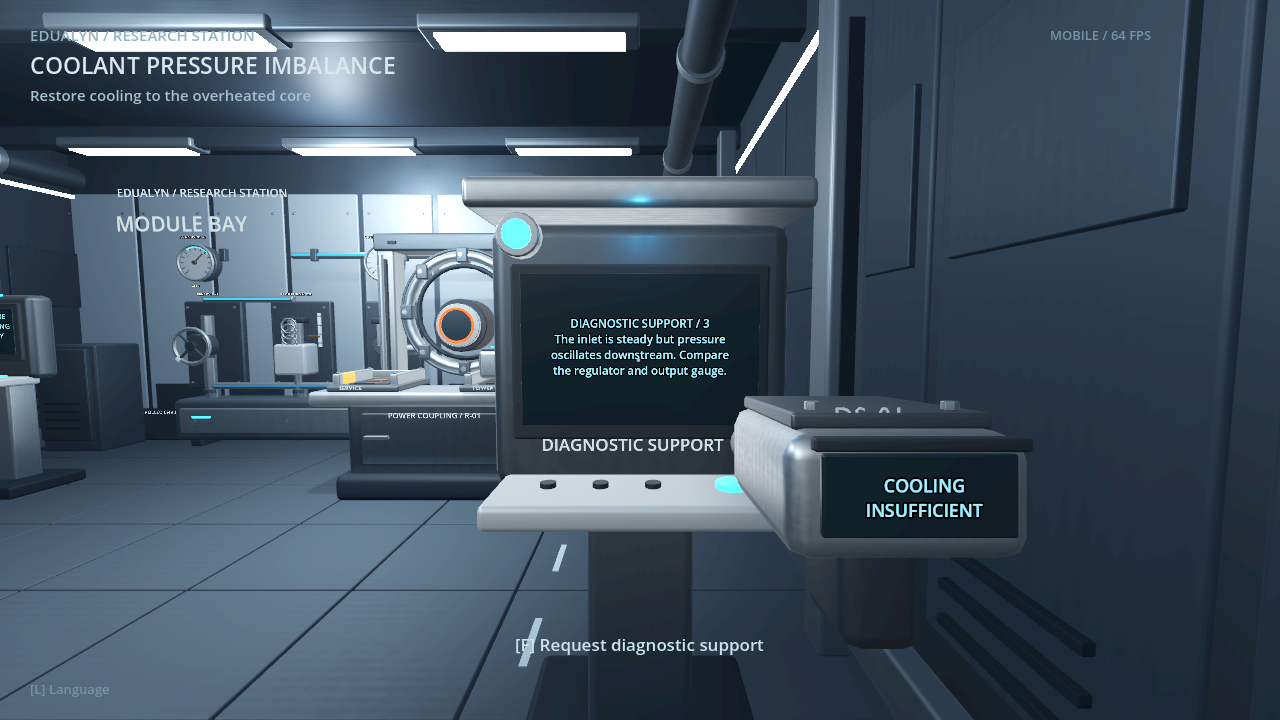 EDUALYN / RESEARCH STATION
COOLANT PRESSURE IMBALANCE
Restore cooling to the overheated core
MOBILE / 64 FPS
EDUALYN / RESEARCH STATION
MODULE BAY
DIAGNOSTIC SUPPORT / 3
The inlet is steady but pressure
oscillates downstream. Compare
the regulator and output gauge.
DIAGNOSTIC SUPPORT
SERVICE
POWER
POWER COUPLING / R-01
COOLING
INSUFFICIENT
[F] Request diagnostic support
[L] Language